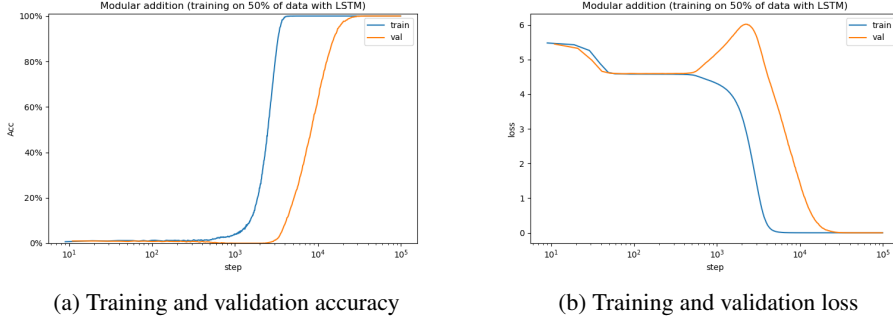 Modular addition (training on 50% of data with LSTM)
train
val
100%
80%
60%
40%
20%
0%
Acc
10¹ 10² 10³ 10⁴ 10⁵
step
(a) Training and validation accuracy
Modular addition (training on 50% of data with LSTM)
train
val
6
5
4
3
2
1
0
loss
10¹ 10² 10³ 10⁴ 10⁵
step
(b) Training and validation loss